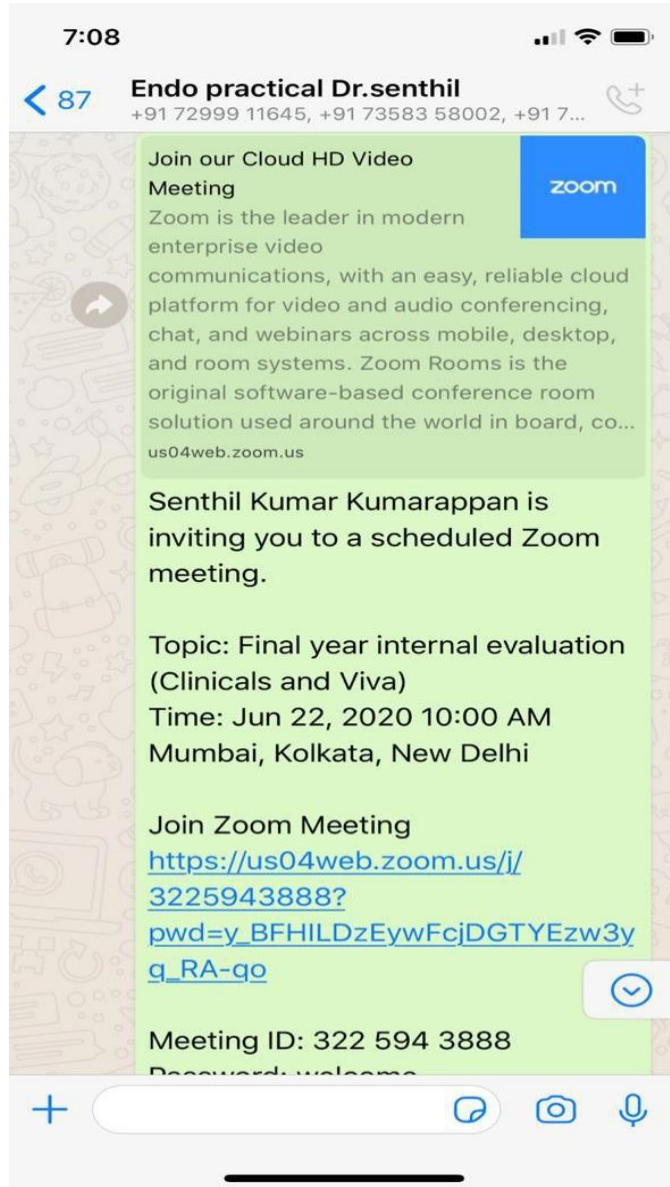 7:08
87
Endo practical Dr.senthil
+91 72999 11645, +91 73583 58002, +91 7...
Join our Cloud HD Video
Meeting
zoom
Zoom is the leader in modern
enterprise video
communications, with an easy, reliable cloud
platform for video and audio conferencing,
chat, and webinars across mobile, desktop,
and room systems. Zoom Rooms is the
original software-based conference room
solution used around the world in board, co...
us04web.zoom.us
Senthil Kumar Kumarappan is
inviting you to a scheduled Zoom
meeting.
Topic: Final year internal evaluation
(Clinicals and Viva)
Time: Jun 22, 2020 10:00 AM
Mumbai, Kolkata, New Delhi
Join Zoom Meeting
https://us04web.zoom.us/j/
3225943888?
pwd=y_BFHILDzEywFcjDGTYEzw3y
q_RA-qo
Meeting ID: 322 594 3888
Password: welcome